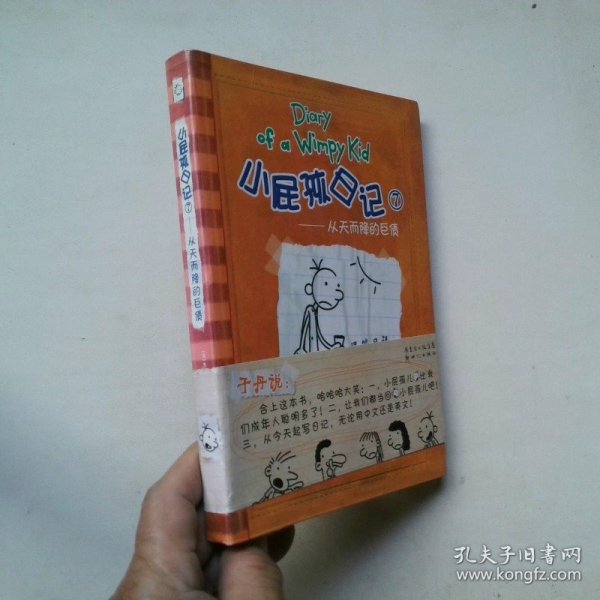 Diary
of a Wimpy Kid
小屁孩日记⑦
——从天而降的巨债
小屁孩日记⑦——从天而降的巨债
于丹说：
合上这本书，哈哈哈大笑：一，小屁孩儿比我
们成年人聪明多了！二，让我们都当回小屁孩儿吧！
三，从今天起写日记，无论用中文还是英文！
孔夫子旧书网
www.kongfz.com